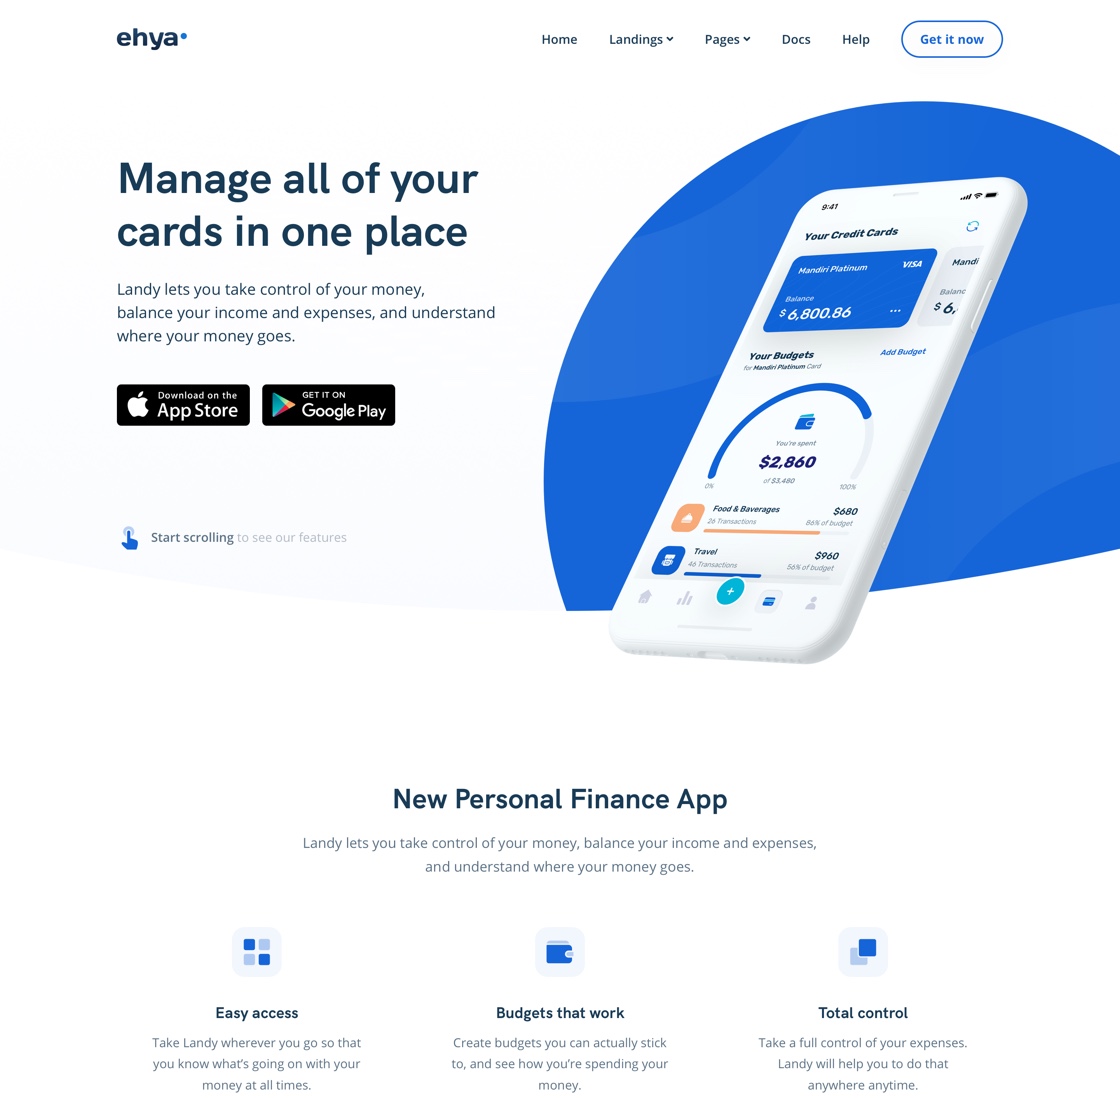 ehya
Home
Landings
Pages
Docs
Help
Get it now
Manage all of your
cards in one place
Landy lets you take control of your money,
balance your income and expenses, and understand
where your money goes.
Download on the
App Store
GET IT ON
Google Play
Start scrolling to see our features
9:41
Your Credit Cards
Mandiri Platinum
VISA
Balance
$ 6,800.86
Mandi
Balanc
$ 6,
Your Budgets
for Mandiri Platinum Card
Add Budget
You're spent
$2,860
of $3,480
0%
100%
Food & Baverages
$680
26 Transactions
86% of budget
Travel
$960
46 Transactions
56% of budget
New Personal Finance App
Landy lets you take control of your money, balance your income and expenses,
and understand where your money goes.
Easy access
Take Landy wherever you go so that
you know what’s going on with your
money at all times.
Budgets that work
Create budgets you can actually stick
to, and see how you’re spending your
money.
Total control
Take a full control of your expenses.
Landy will help you to do that
anywhere anytime.